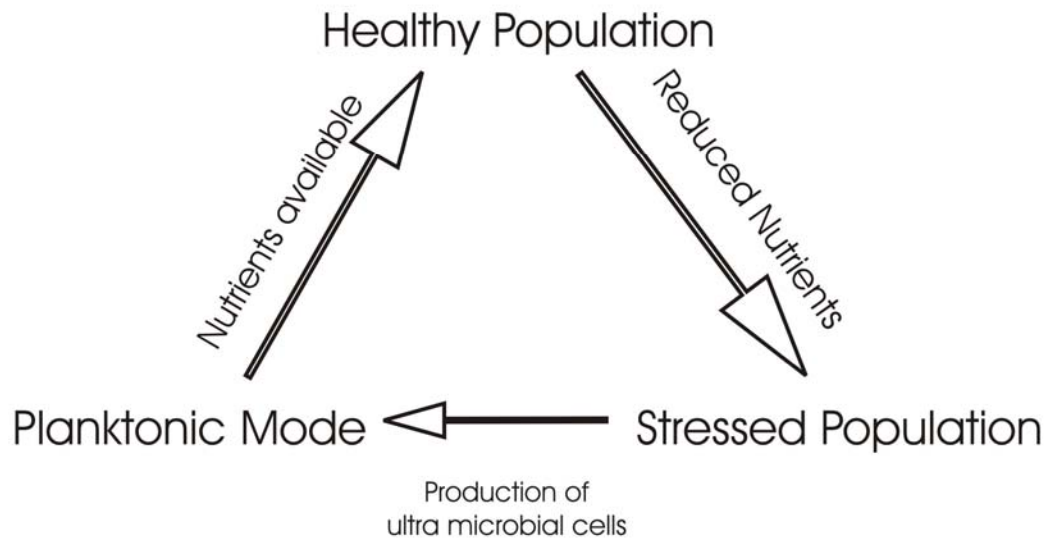 Healthy Population
Nutrients available
Reduced Nutrients
Planktonic Mode
Stressed Population
Production of
ultra microbial cells